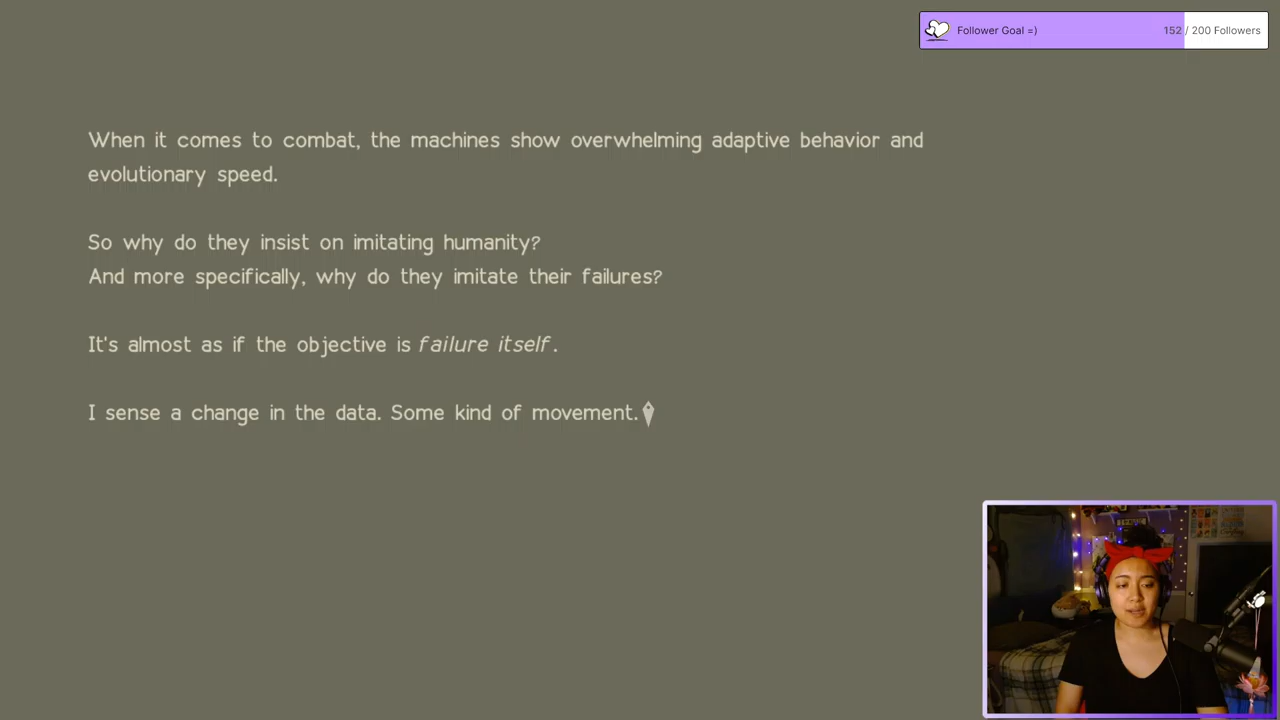 Follower Goal =)
152 / 200 Followers
When it comes to combat, the machines show overwhelming adaptive behavior and
evolutionary speed.
So why do they insist on imitating humanity?
And more specifically, why do they imitate their failures?
It's almost as if the objective is failure itself.
I sense a change in the data. Some kind of movement.